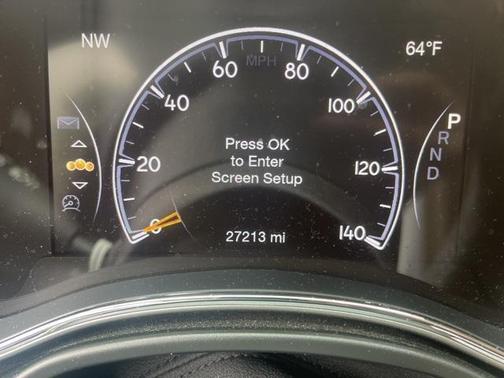 NW
64°F
MPH
0
20
40
60
80
100
120
140
Press OK
to Enter
Screen Setup
27213 mi
P
R
N
D